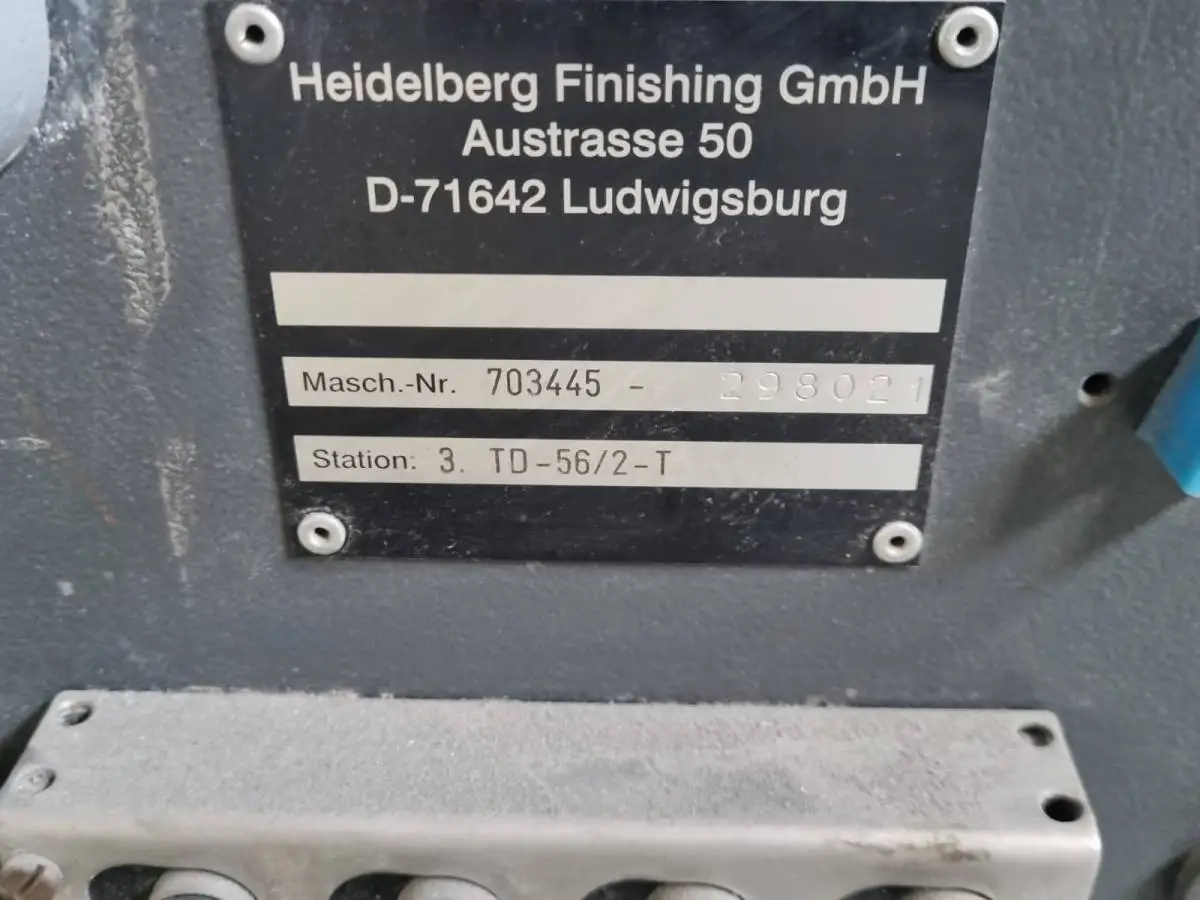 Heidelberg Finishing GmbH
Austrasse 50
D-71642 Ludwigsburg
Masch.-Nr. 703445 - 298021
Station: 3. TD-56/2-T